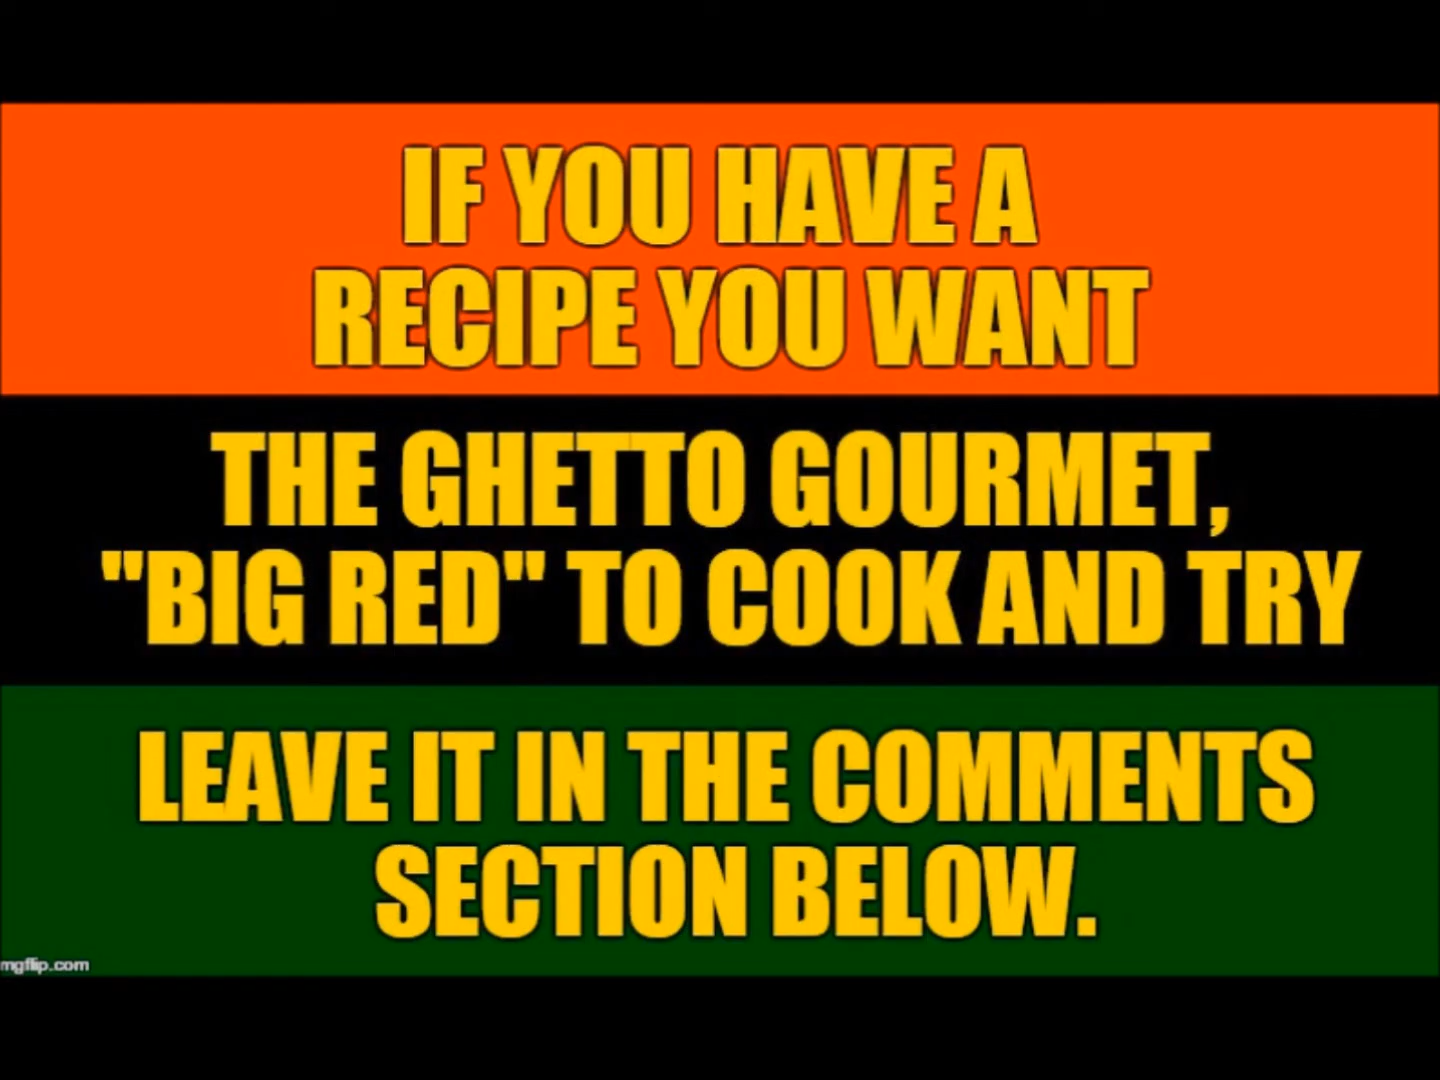 IF YOU HAVE A
RECIPE YOU WANT
THE GHETTO GOURMET,
"BIG RED" TO COOK AND TRY
LEAVE IT IN THE COMMENTS
SECTION BELOW.
mgflip.com